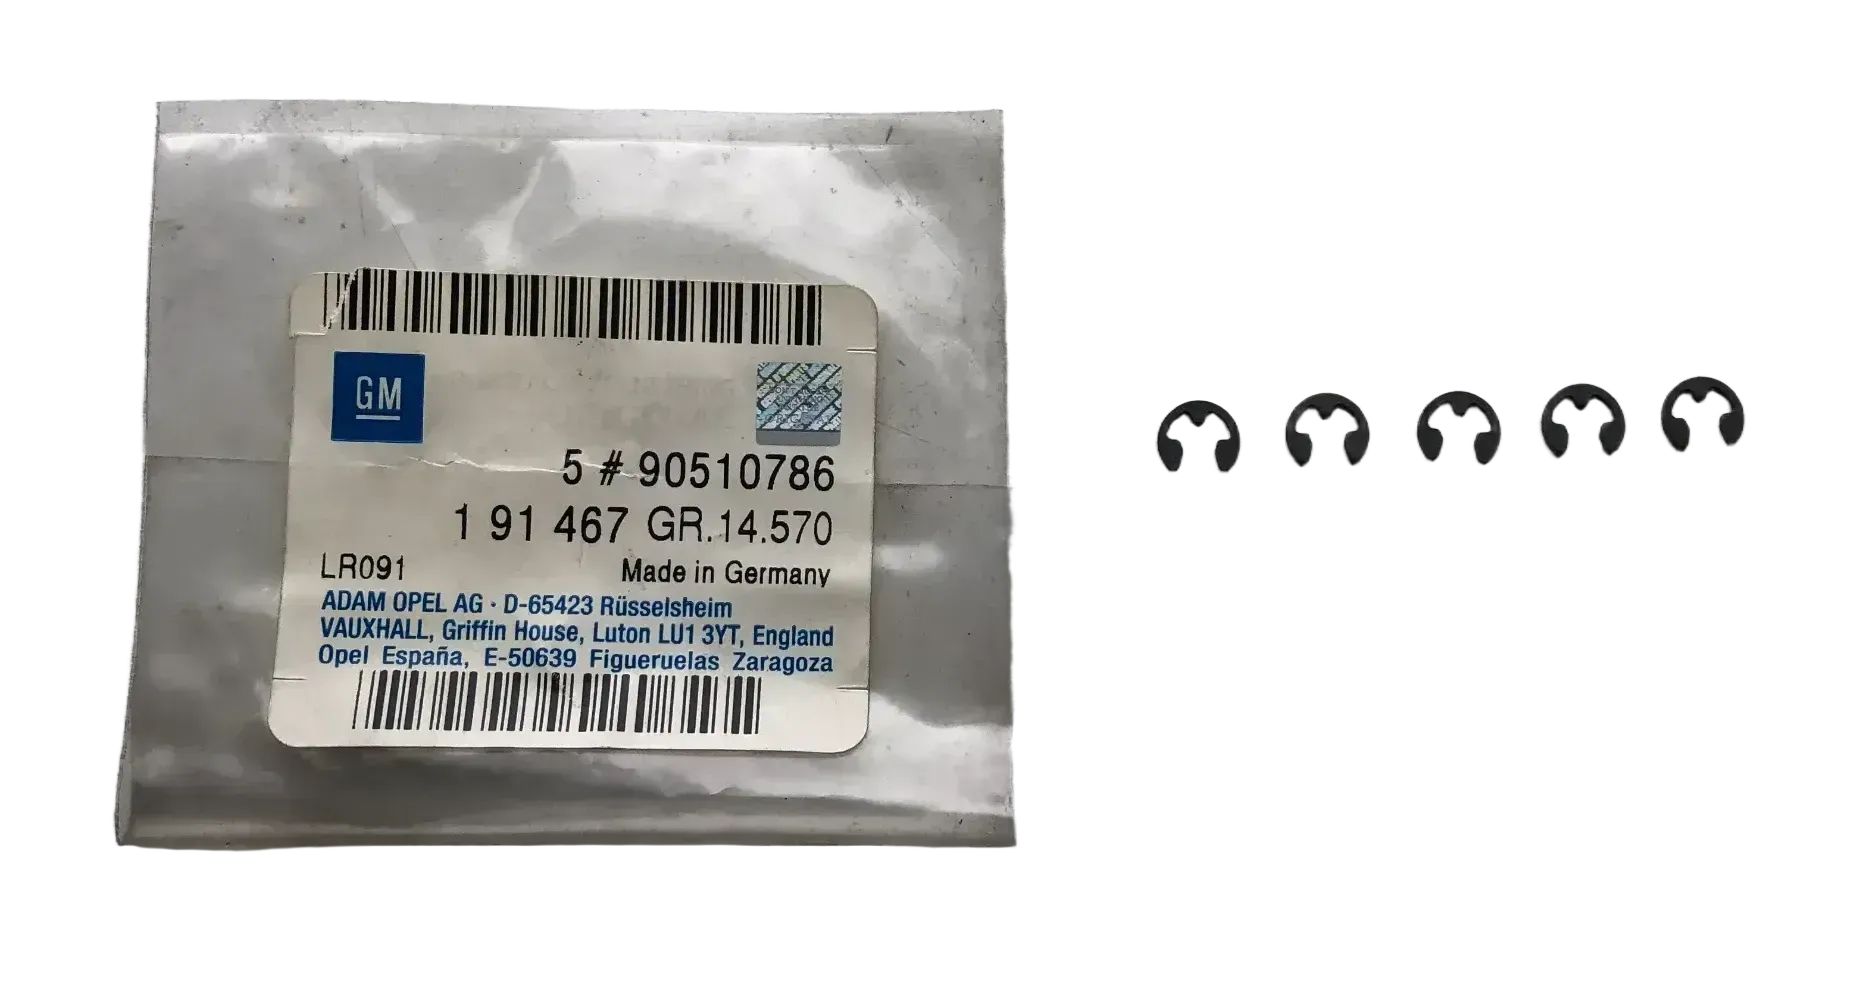 GM
5 # 90510786
1 91 467 GR.14.570
LR091 Made in Germany
ADAM OPEL AG · D-65423 Rüsselsheim
VAUXHALL, Griffin House, Luton LU1 3YT, England
Opel España, E-50639 Figueruelas Zaragoza